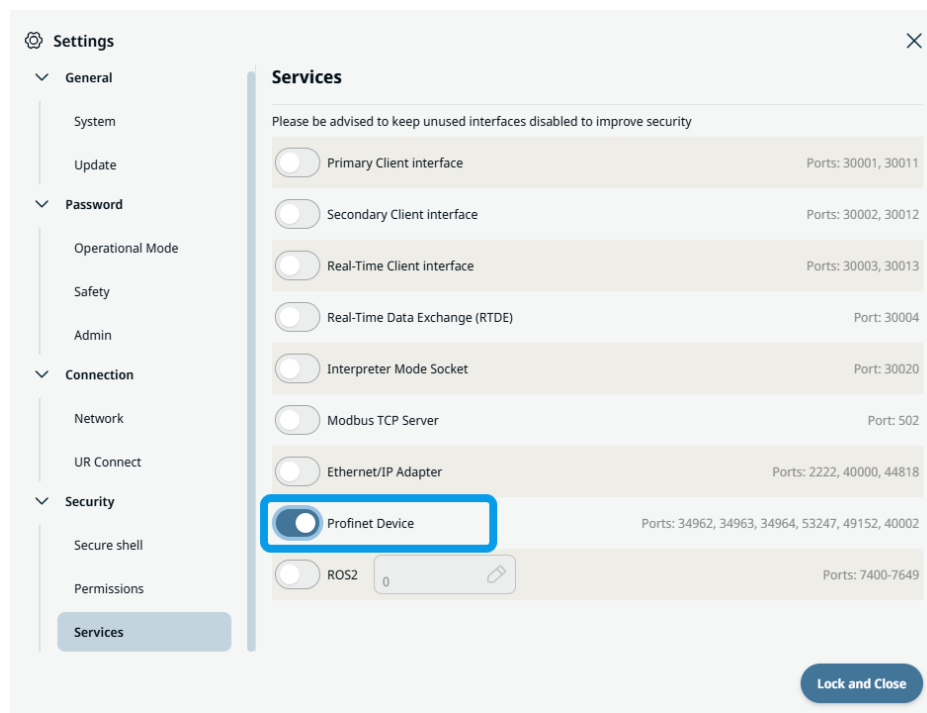 Settings
General
System
Update
Password
Operational Mode
Safety
Admin
Connection
Network
UR Connect
Security
Secure shell
Permissions
Services
Services
Please be advised to keep unused interfaces disabled to improve security
Primary Client interface Ports: 30001, 30011
Secondary Client interface Ports: 30002, 30012
Real-Time Client interface Ports: 30003, 30013
Real-Time Data Exchange (RTDE) Port: 30004
Interpreter Mode Socket Port: 30020
Modbus TCP Server Port: 502
Ethernet/IP Adapter Ports: 2222, 40000, 44818
Profinet Device Ports: 34962, 34963, 34964, 53247, 49152, 40002
ROS2 0 Ports: 7400-7649
Lock and Close